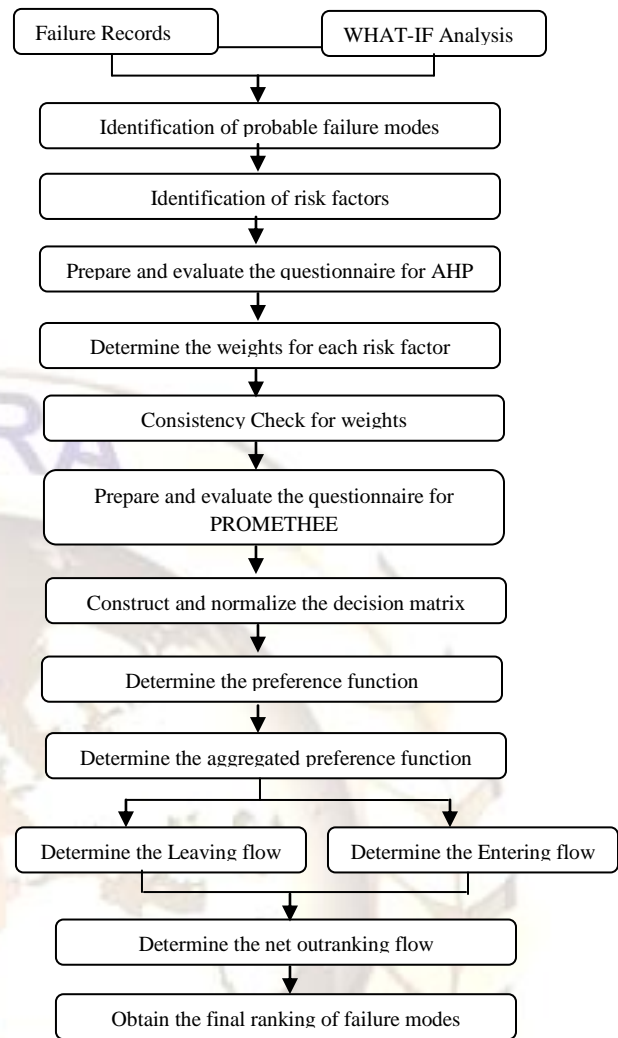 Failure Records
WHAT-IF Analysis
Identification of probable failure modes
Identification of risk factors
Prepare and evaluate the questionnaire for AHP
Determine the weights for each risk factor
Consistency Check for weights
Prepare and evaluate the questionnaire for
PROMETHEE
Construct and normalize the decision matrix
Determine the preference function
Determine the aggregated preference function
Determine the Leaving flow
Determine the Entering flow
Determine the net outranking flow
Obtain the final ranking of failure modes